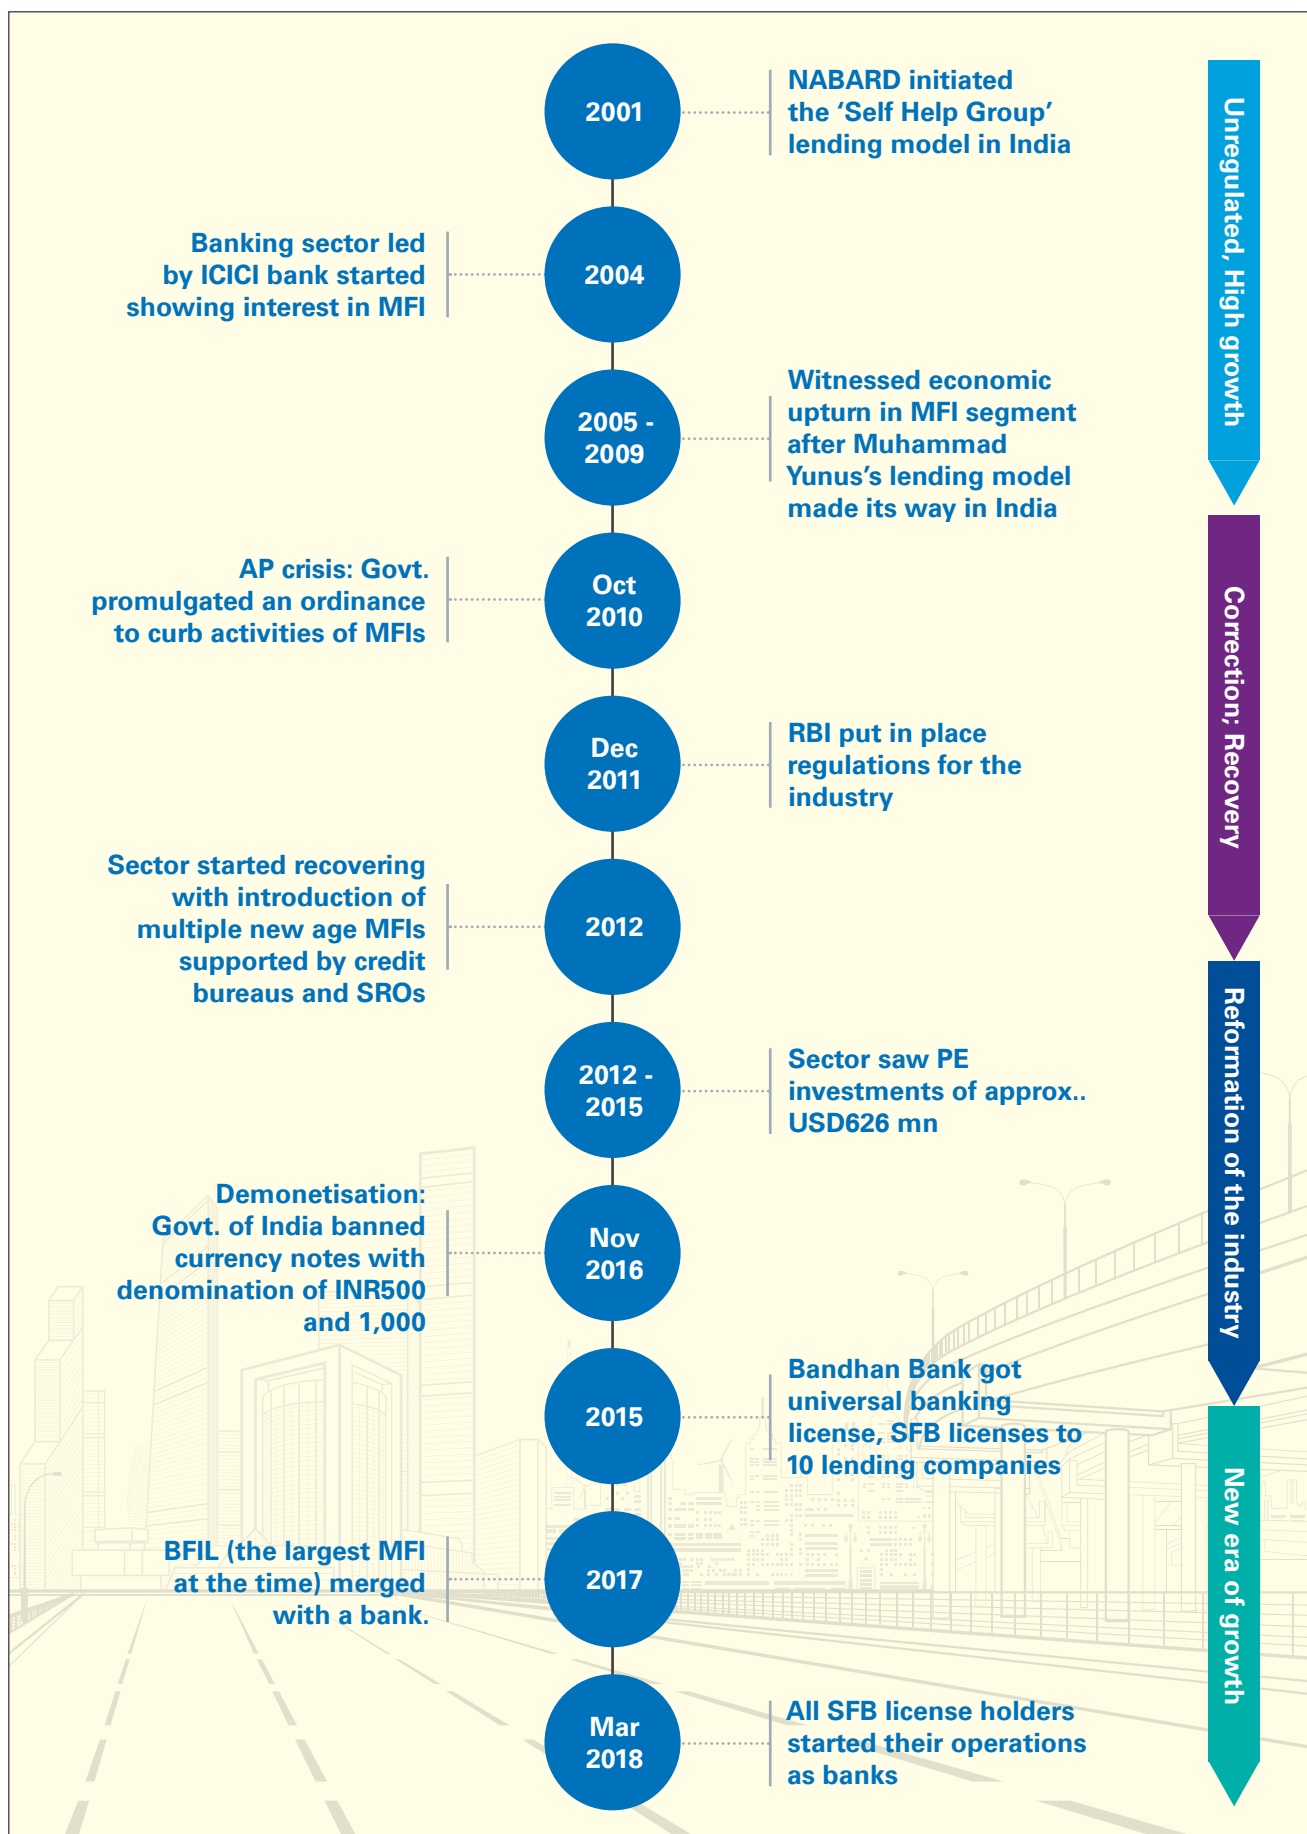 2001
NABARD initiated
the ‘Self Help Group’
lending model in India
Banking sector led
by ICICI bank started
showing interest in MFI
2004
2005 -
2009
Witnessed economic
upturn in MFI segment
after Muhammad
Yunus’s lending model
made its way in India
Unregulated, High growth
AP crisis: Govt.
promulgated an ordinance
to curb activities of MFIs
Oct
2010
Dec
2011
RBI put in place
regulations for the
industry
Correction; Recovery
Sector started recovering
with introduction of
multiple new age MFIs
supported by credit
bureaus and SROs
2012
2012 -
2015
Sector saw PE
investments of approx..
USD626 mn
Demonetisation:
Govt. of India banned
currency notes with
denomination of INR500
and 1,000
Nov
2016
Reformation of the industry
2015
Bandhan Bank got
universal banking
license, SFB licenses to
10 lending companies
BFIL (the largest MFI
at the time) merged
with a bank.
2017
Mar
2018
All SFB license holders
started their operations
as banks
New era of growth